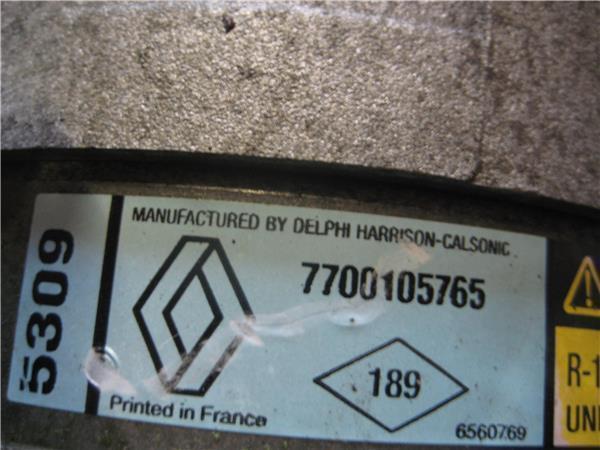 5309
MANUFACTURED BY DELPHI HARRISON-CALSONIC
7700105765
189
Printed in France
6560769
R-1
UNI